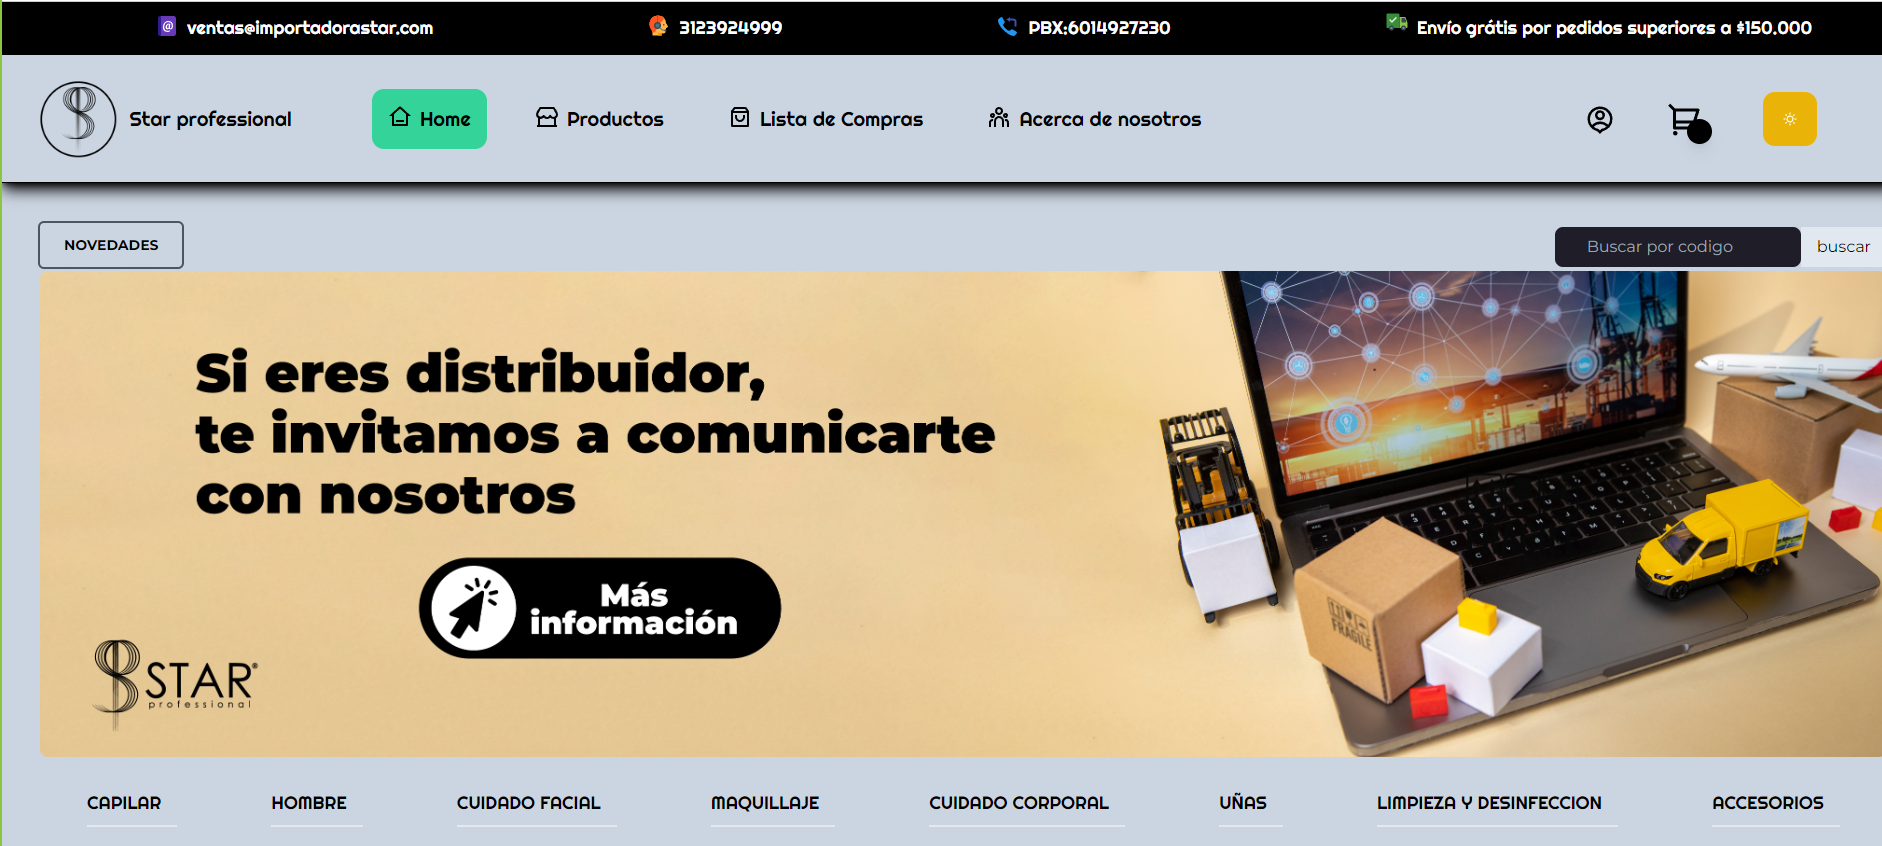 ventas@importadorastar.com
3123924999
PBX:6014927230
Envío grátis por pedidos superiores a $150.000
Star professional
Home
Productos
Lista de Compras
Acerca de nosotros
NOVEDADES
Buscar por codigo
buscar
Si eres distribuidor,
te invitamos a comunicarte
con nosotros
Más
información
STAR®
professional
FRAGILE
CAPILAR
HOMBRE
CUIDADO FACIAL
MAQUILLAJE
CUIDADO CORPORAL
UÑAS
LIMPIEZA Y DESINFECCION
ACCESORIOS